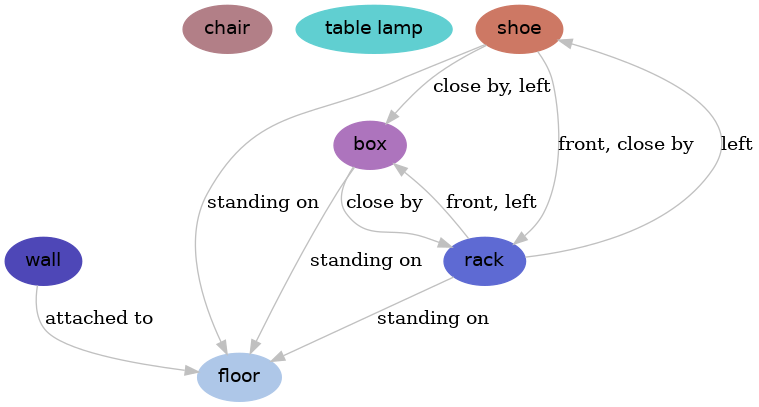 chair
table lamp
shoe
close by, left
box
front, close by
left
standing on
close by
front, left
wall
standing on
rack
attached to
standing on
floor